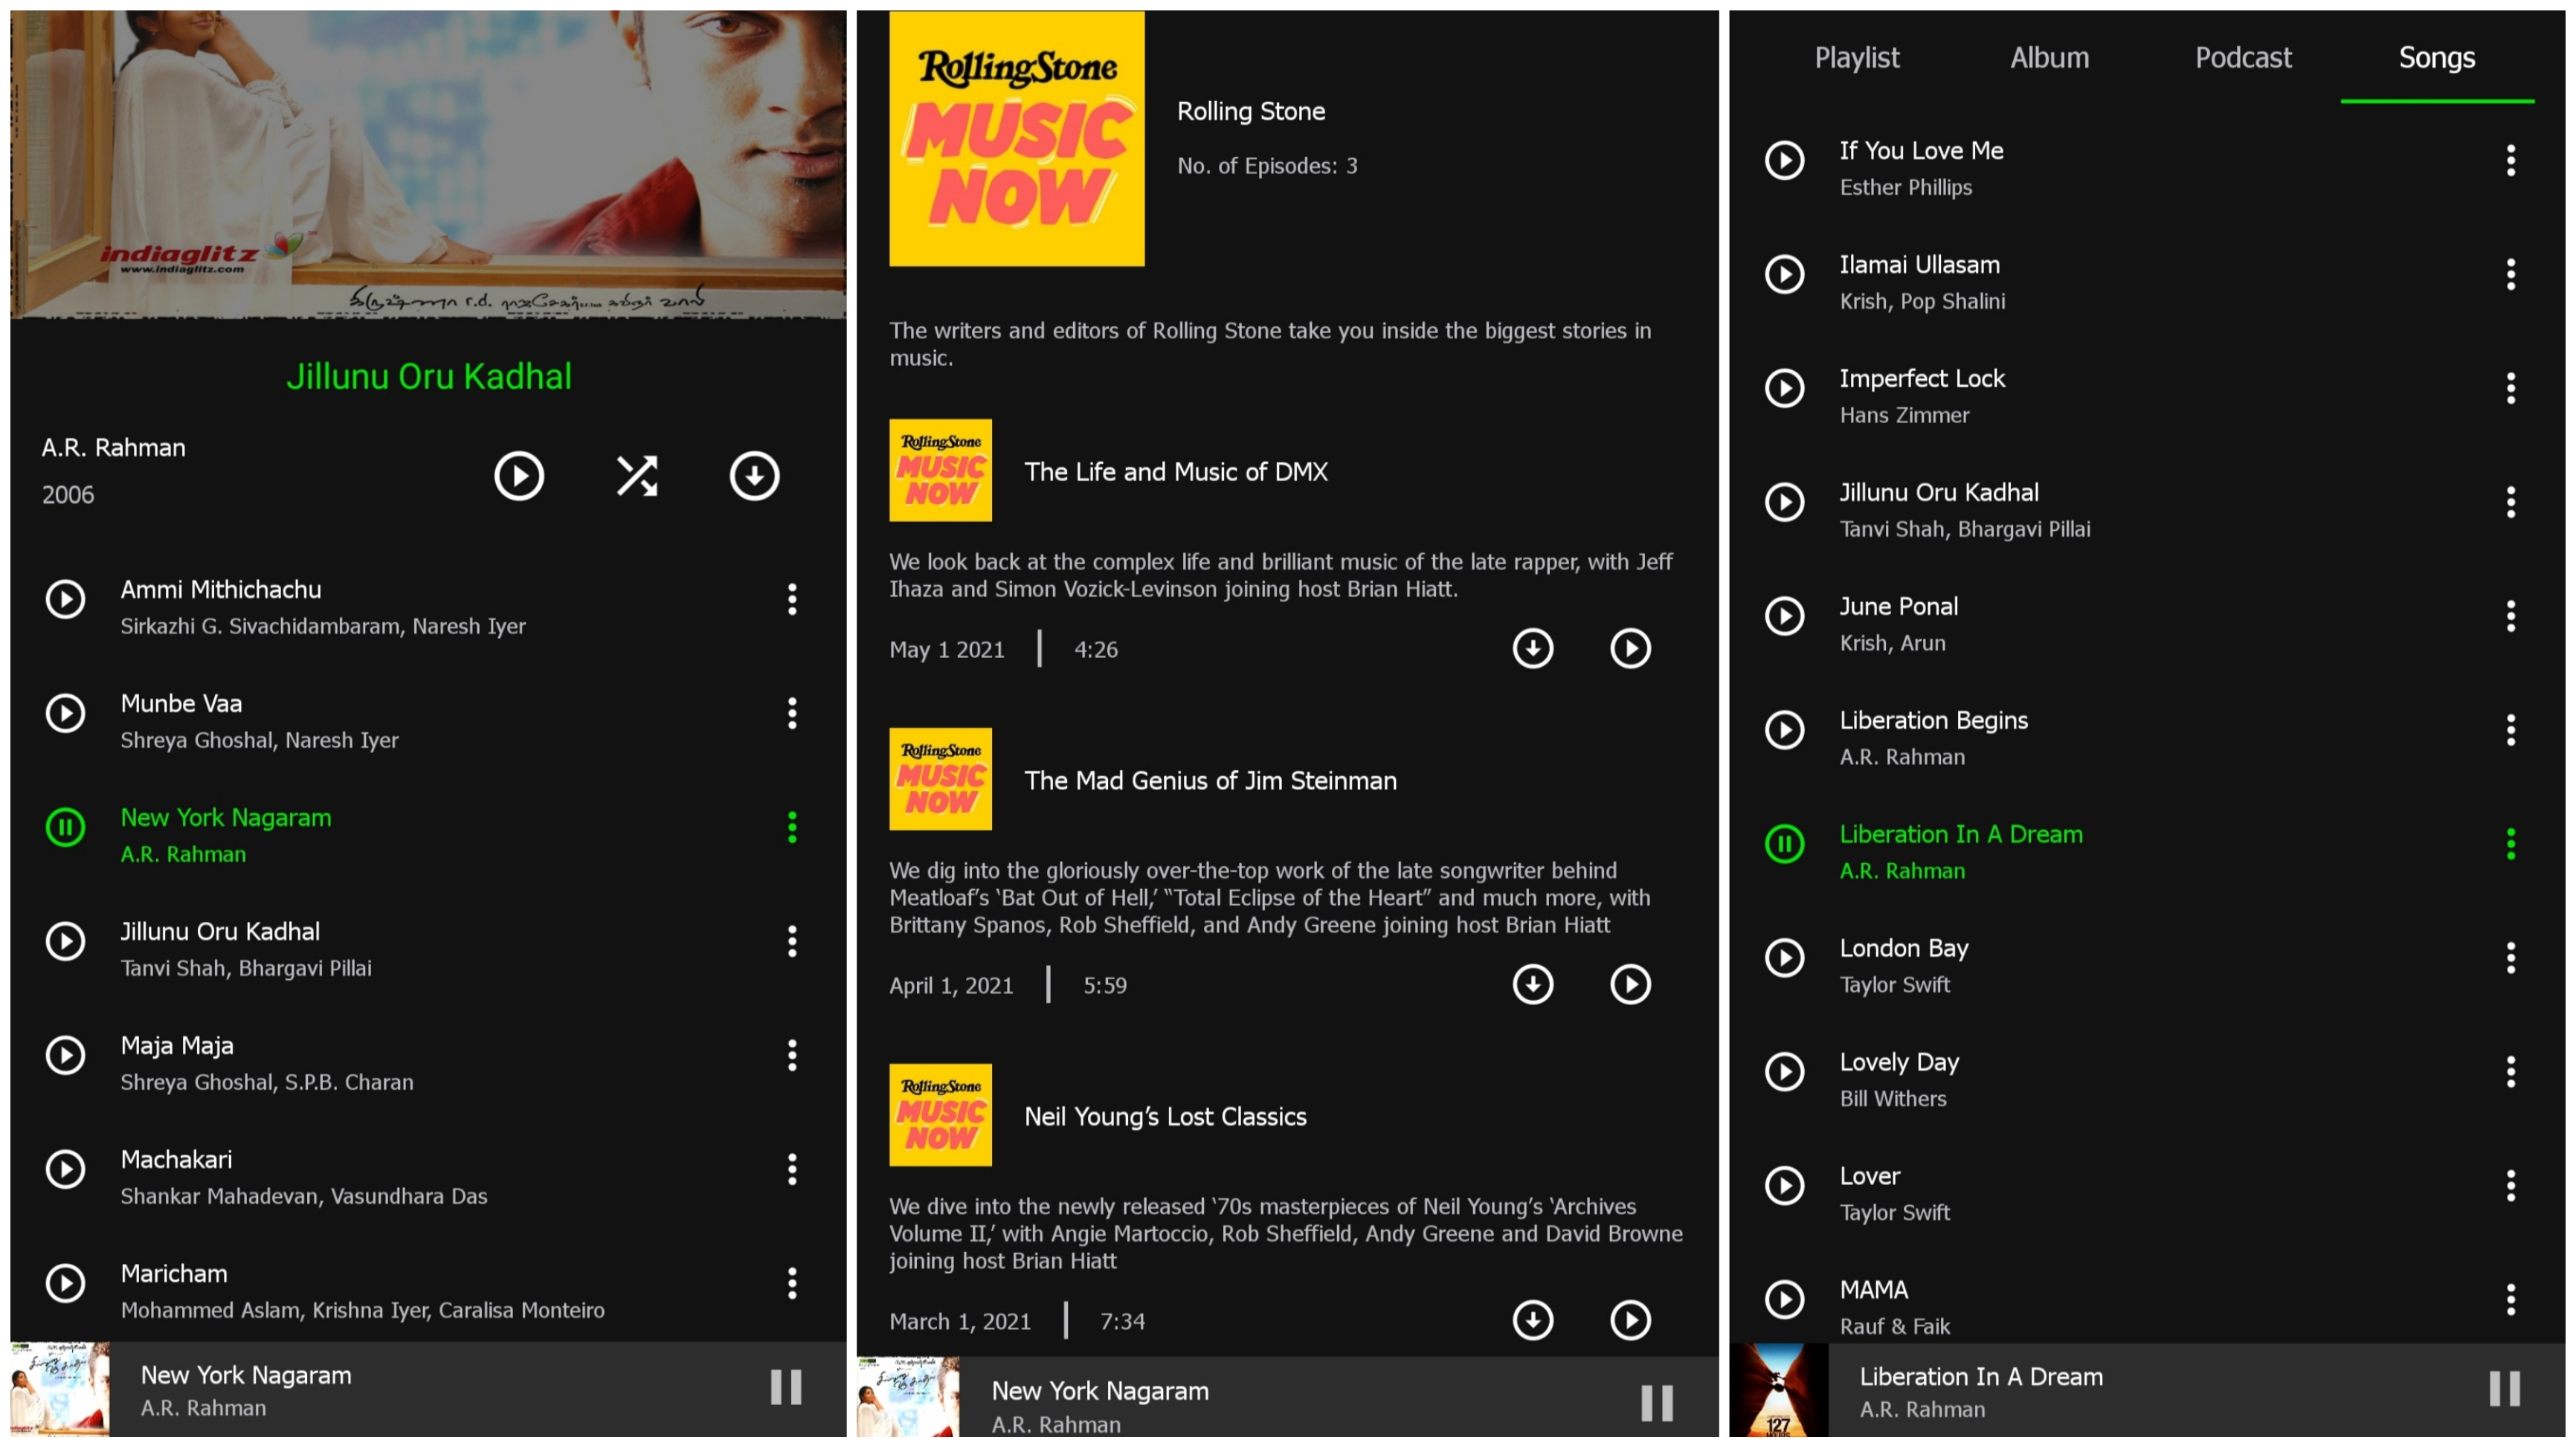 indiaglitz
www.indiaglitz.com
Jillunu Oru Kadhal
A.R. Rahman
2006
Ammi Mithichachu
Sirkazhi G. Sivachidambaram, Naresh Iyer
Munbe Vaa
Shreya Ghoshal, Naresh Iyer
New York Nagaram
A.R. Rahman
Jillunu Oru Kadhal
Tanvi Shah, Bhargavi Pillai
Maja Maja
Shreya Ghoshal, S.P.B. Charan
Machakari
Shankar Mahadevan, Vasundhara Das
Maricham
Mohammed Aslam, Krishna Iyer, Caralisa Monteiro
New York Nagaram
A.R. Rahman
RollingStone
MUSIC
NOW
Rolling Stone
No. of Episodes: 3
The writers and editors of Rolling Stone take you inside the biggest stories in
music.
RollingStone
MUSIC
NOW
The Life and Music of DMX
We look back at the complex life and brilliant music of the late rapper, with Jeff
Ihaza and Simon Vozick-Levinson joining host Brian Hiatt.
May 1 2021 | 4:26
RollingStone
MUSIC
NOW
The Mad Genius of Jim Steinman
We dig into the gloriously over-the-top work of the late songwriter behind
Meatloaf’s ‘Bat Out of Hell,’ “Total Eclipse of the Heart” and much more, with
Brittany Spanos, Rob Sheffield, and Andy Greene joining host Brian Hiatt
April 1, 2021 | 5:59
RollingStone
MUSIC
NOW
Neil Young’s Lost Classics
We dive into the newly released ‘70s masterpieces of Neil Young’s ‘Archives
Volume II,’ with Angie Martoccio, Rob Sheffield, Andy Greene and David Browne
joining host Brian Hiatt
March 1, 2021 | 7:34
New York Nagaram
A.R. Rahman
Playlist Album Podcast Songs
If You Love Me
Esther Phillips
Ilamai Ullasam
Krish, Pop Shalini
Imperfect Lock
Hans Zimmer
Jillunu Oru Kadhal
Tanvi Shah, Bhargavi Pillai
June Ponal
Krish, Arun
Liberation Begins
A.R. Rahman
Liberation In A Dream
A.R. Rahman
London Bay
Taylor Swift
Lovely Day
Bill Withers
Lover
Taylor Swift
MAMA
Rauf & Faik
127
Liberation In A Dream
A.R. Rahman